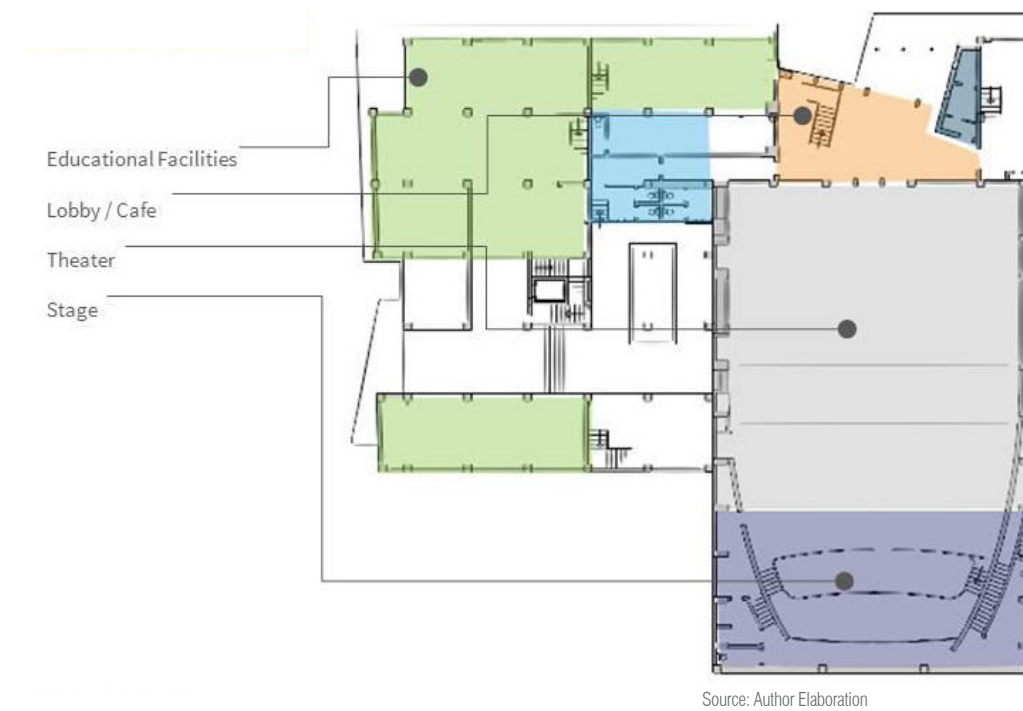 Educational Facilities
Lobby / Cafe
Theater
Stage
Source: Author Elaboration